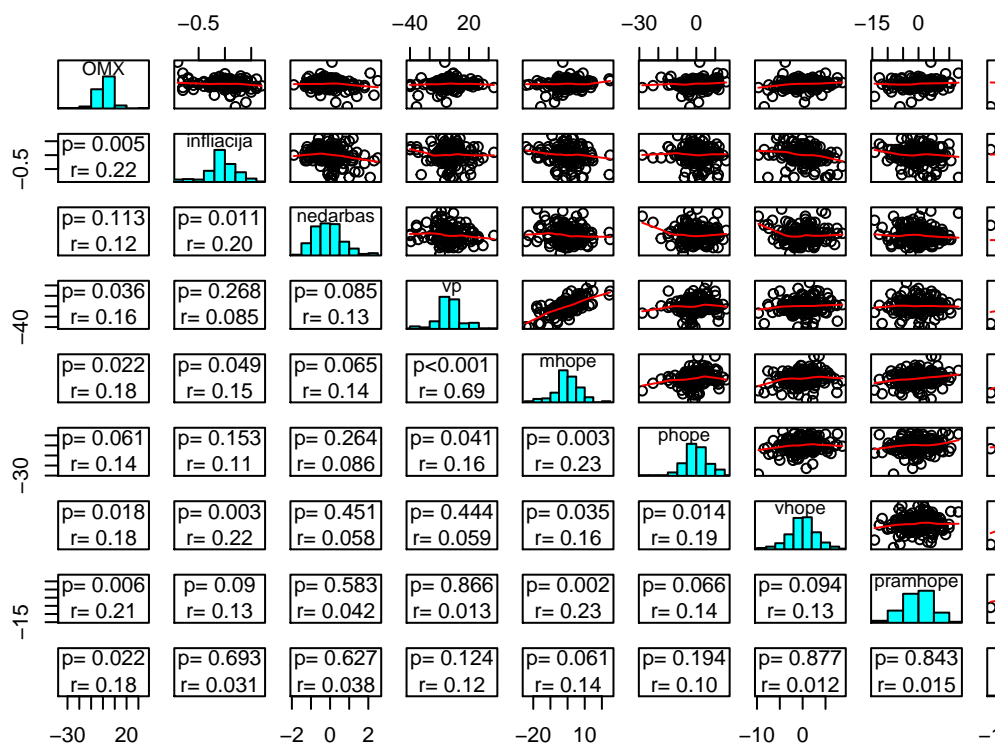 −0.5 −40 20 −30 0 −15 0
OMX
p= 0.005 infliacija
r= 0.22
−0.5
p= 0.113 p= 0.011 nedarbas
r= 0.12 r= 0.20
p= 0.036 p= 0.268 p= 0.085 vp
r= 0.16 r= 0.085 r= 0.13
−40
p= 0.022 p= 0.049 p= 0.065 p<0.001 mhope
r= 0.18 r= 0.15 r= 0.14 r= 0.69
p= 0.061 p= 0.153 p= 0.264 p= 0.041 p= 0.003 phope
r= 0.14 r= 0.11 r= 0.086 r= 0.16 r= 0.23
−30
p= 0.018 p= 0.003 p= 0.451 p= 0.444 p= 0.035 p= 0.014 vhope
r= 0.18 r= 0.22 r= 0.058 r= 0.059 r= 0.16 r= 0.19
p= 0.006 p= 0.09 p= 0.583 p= 0.866 p= 0.002 p= 0.066 p= 0.094 pramhope
r= 0.21 r= 0.13 r= 0.042 r= 0.013 r= 0.23 r= 0.14 r= 0.13
−15
p= 0.022 p= 0.693 p= 0.627 p= 0.124 p= 0.061 p= 0.194 p= 0.877 p= 0.843
r= 0.18 r= 0.031 r= 0.038 r= 0.12 r= 0.14 r= 0.10 r= 0.012 r= 0.015
−30 20 −2 0 2 −20 10 −10 0